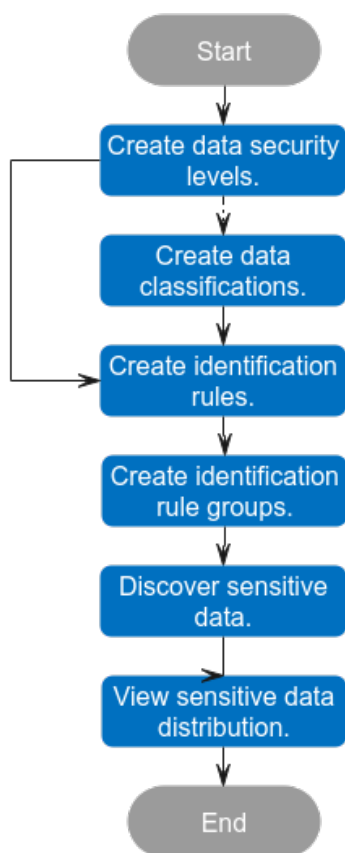 Start
Create data security
levels.
Create data
classifications.
Create identification
rules.
Create identification
rule groups.
Discover sensitive
data.
View sensitive data
distribution.
End